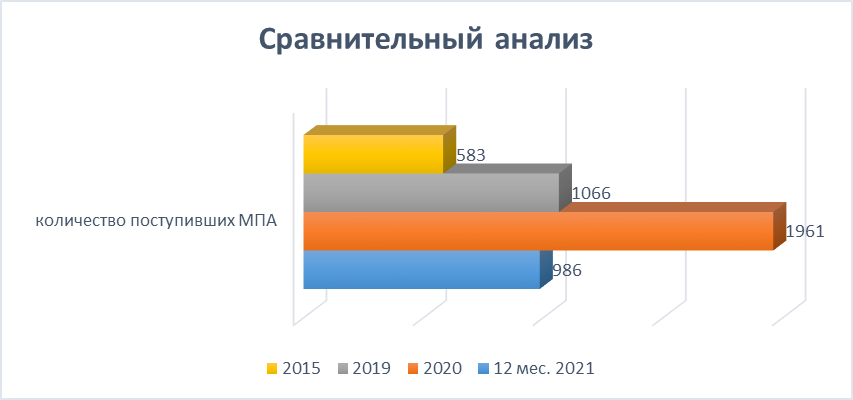 Сравнительный анализ
583
1066
количество поступивших МПА
1961
986
2015 2019 2020 12 мес. 2021